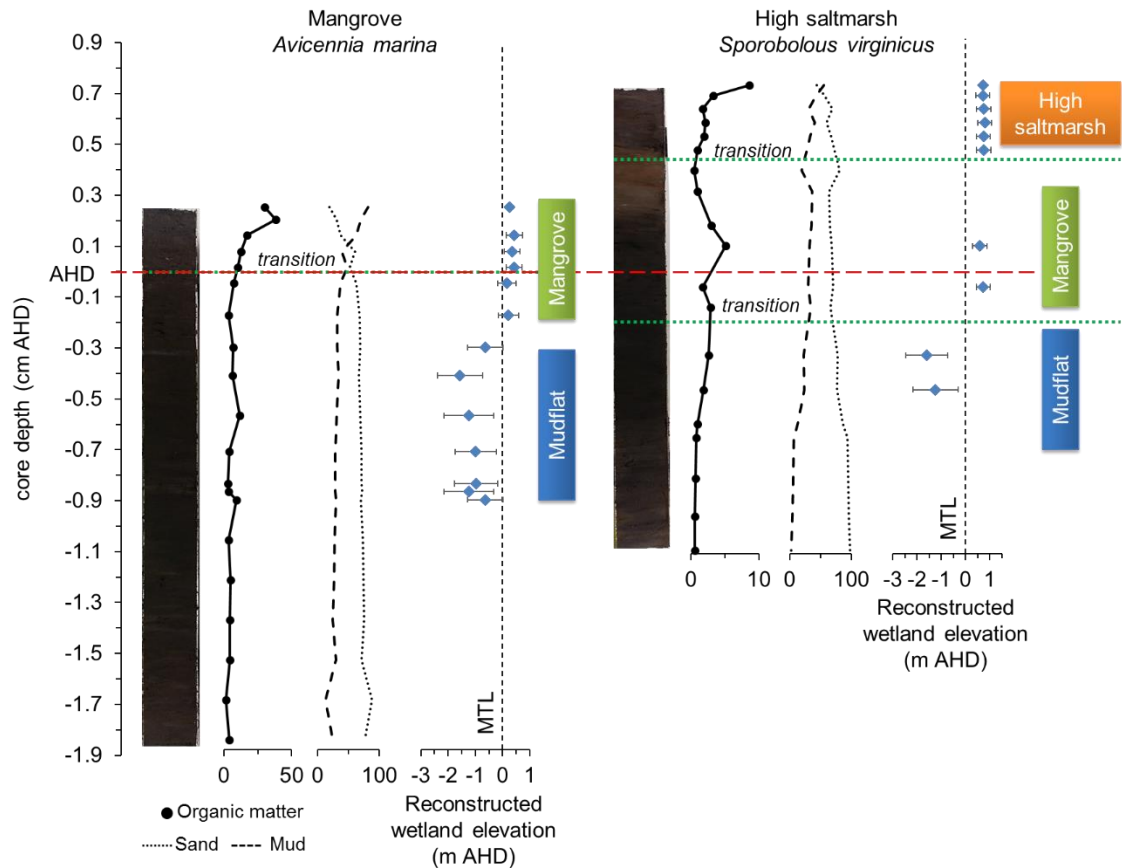 Mangrove
Avicennia marina
High saltmarsh
Sporobolous virginicus
core depth (cm AHD)
0.9
0.7
0.5
0.3
0.1
AHD
-0.1
-0.3
-0.5
-0.7
-0.9
-1.1
-1.3
-1.5
-1.7
-1.9
transition
Mangrove
Mudflat
MTL
0 50
0 100
-3 -2 -1 0 1
Reconstructed
wetland elevation
(m AHD)
Organic matter
Sand Mud
transition
transition
High
saltmarsh
Mangrove
Mudflat
MTL
0 10
0 100
-3 -2 -1 0 1
Reconstructed
wetland elevation
(m AHD)